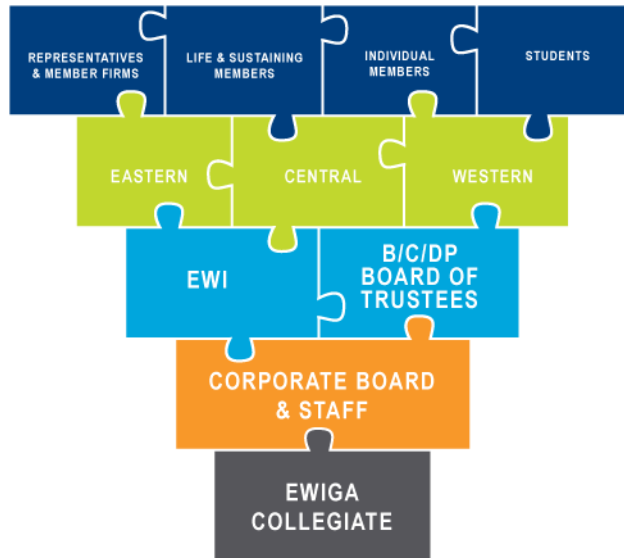 REPRESENTATIVES
& MEMBER FIRMS
LIFE & SUSTAINING
MEMBERS
INDIVIDUAL
MEMBERS
STUDENTS
EASTERN
CENTRAL
WESTERN
EWI
B/C/DP
BOARD OF
TRUSTEES
CORPORATE BOARD
& STAFF
EWIGA
COLLEGIATE